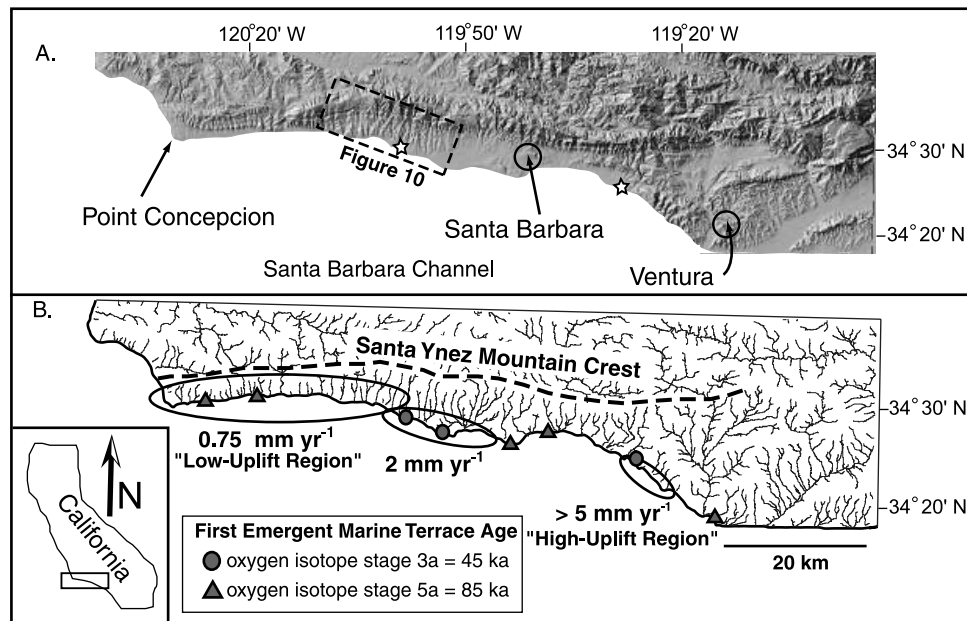 120°20' W
119°50' W
119°20' W
A.
Figure 10
34°30' N
Point Concepcion
Santa Barbara
34°20' N
Santa Barbara Channel
Ventura
B.
Santa Ynez Mountain Crest
34°30' N
0.75 mm yr⁻¹
"Low-Uplift Region"
2 mm yr⁻¹
> 5 mm yr⁻¹
"High-Uplift Region"
34°20' N
20 km
N
California
First Emergent Marine Terrace Age
oxygen isotope stage 3a = 45 ka
oxygen isotope stage 5a = 85 ka